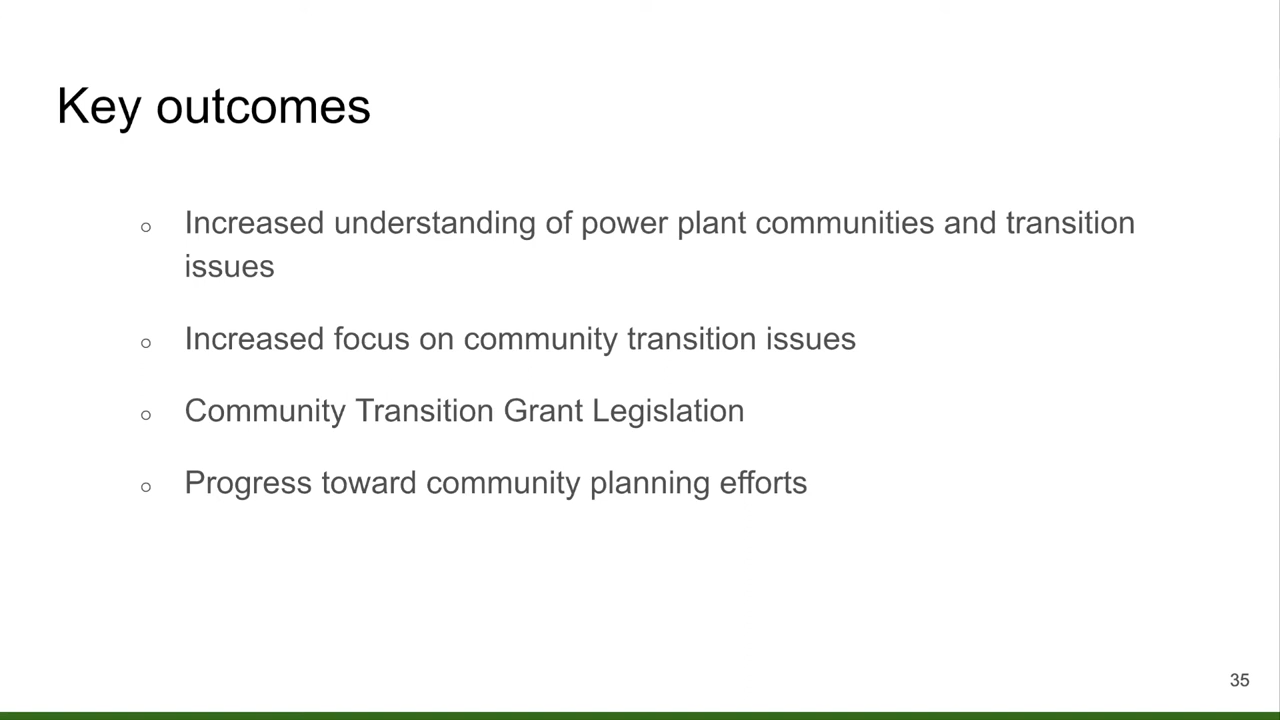 Key outcomes
○ Increased understanding of power plant communities and transition
issues
○ Increased focus on community transition issues
○ Community Transition Grant Legislation
○ Progress toward community planning efforts
35